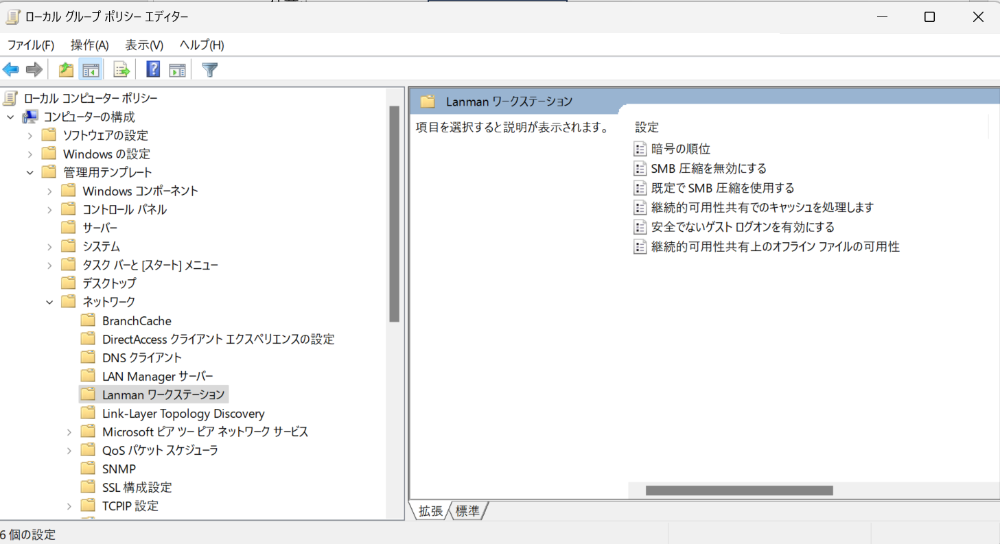 ローカル グループ ポリシー エディター
ファイル(F) 操作(A) 表示(V) ヘルプ(H)
ローカル コンピューター ポリシー
コンピューターの構成
ソフトウェアの設定
Windows の設定
管理用テンプレート
Windows コンポーネント
コントロール パネル
サーバー
システム
タスク バーと [スタート] メニュー
デスクトップ
ネットワーク
BranchCache
DirectAccess クライアント エクスペリエンスの設定
DNS クライアント
LAN Manager サーバー
Lanman ワークステーション
Link-Layer Topology Discovery
Microsoft ピア ツー ピア ネットワーク サービス
QoS パケット スケジューラ
SNMP
SSL 構成設定
TCPIP 設定
Lanman ワークステーション
項目を選択すると説明が表示されます。
設定
暗号の順位
SMB 圧縮を無効にする
既定で SMB 圧縮を使用する
継続的可用性共有でのキャッシュを処理します
安全でないゲスト ログオンを有効にする
継続的可用性共有上のオフライン ファイルの可用性
拡張 標準
6 個の設定